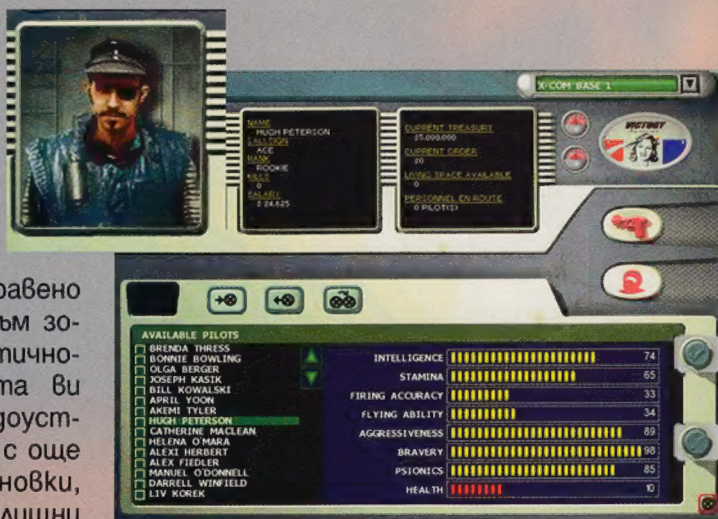 X-COM BASE 1
VICTORY
NAME
HUGH PETERSON
CALLSIGN
ACE
RANK
ROOKIE
KILLS
0
SALARY
$ 24,625
CURRENT TREASURY
$5,000,000
CURRENT ORDER
$0
LIVING SPACE AVAILABLE
0
PERSONNEL EN-ROUTE
0 PILOT(S)
равено
ъм зо-
тично-
та ви
доуст-
с още
новки,
лишни
AVAILABLE PILOTS
BRENDA THRESS
BONNIE BOWLING
OLGA BERGER
JOSEPH KASIK
BILL KOWALSKI
APRIL YOON
AKEMI TYLER
HUGH PETERSON
CATHERINE MACLEAN
HELENA O'MARA
ALEXI HERBERT
ALEX FIEDLER
MANUEL O'DONNELL
DARRELL WINFIELD
LIV KOREK
INTELLIGENCE 74
STAMINA 65
FIRING ACCURACY 33
FLYING ABILITY 34
AGGRESSIVENESS 89
BRAVERY 98
PSIONICS 85
HEALTH 10